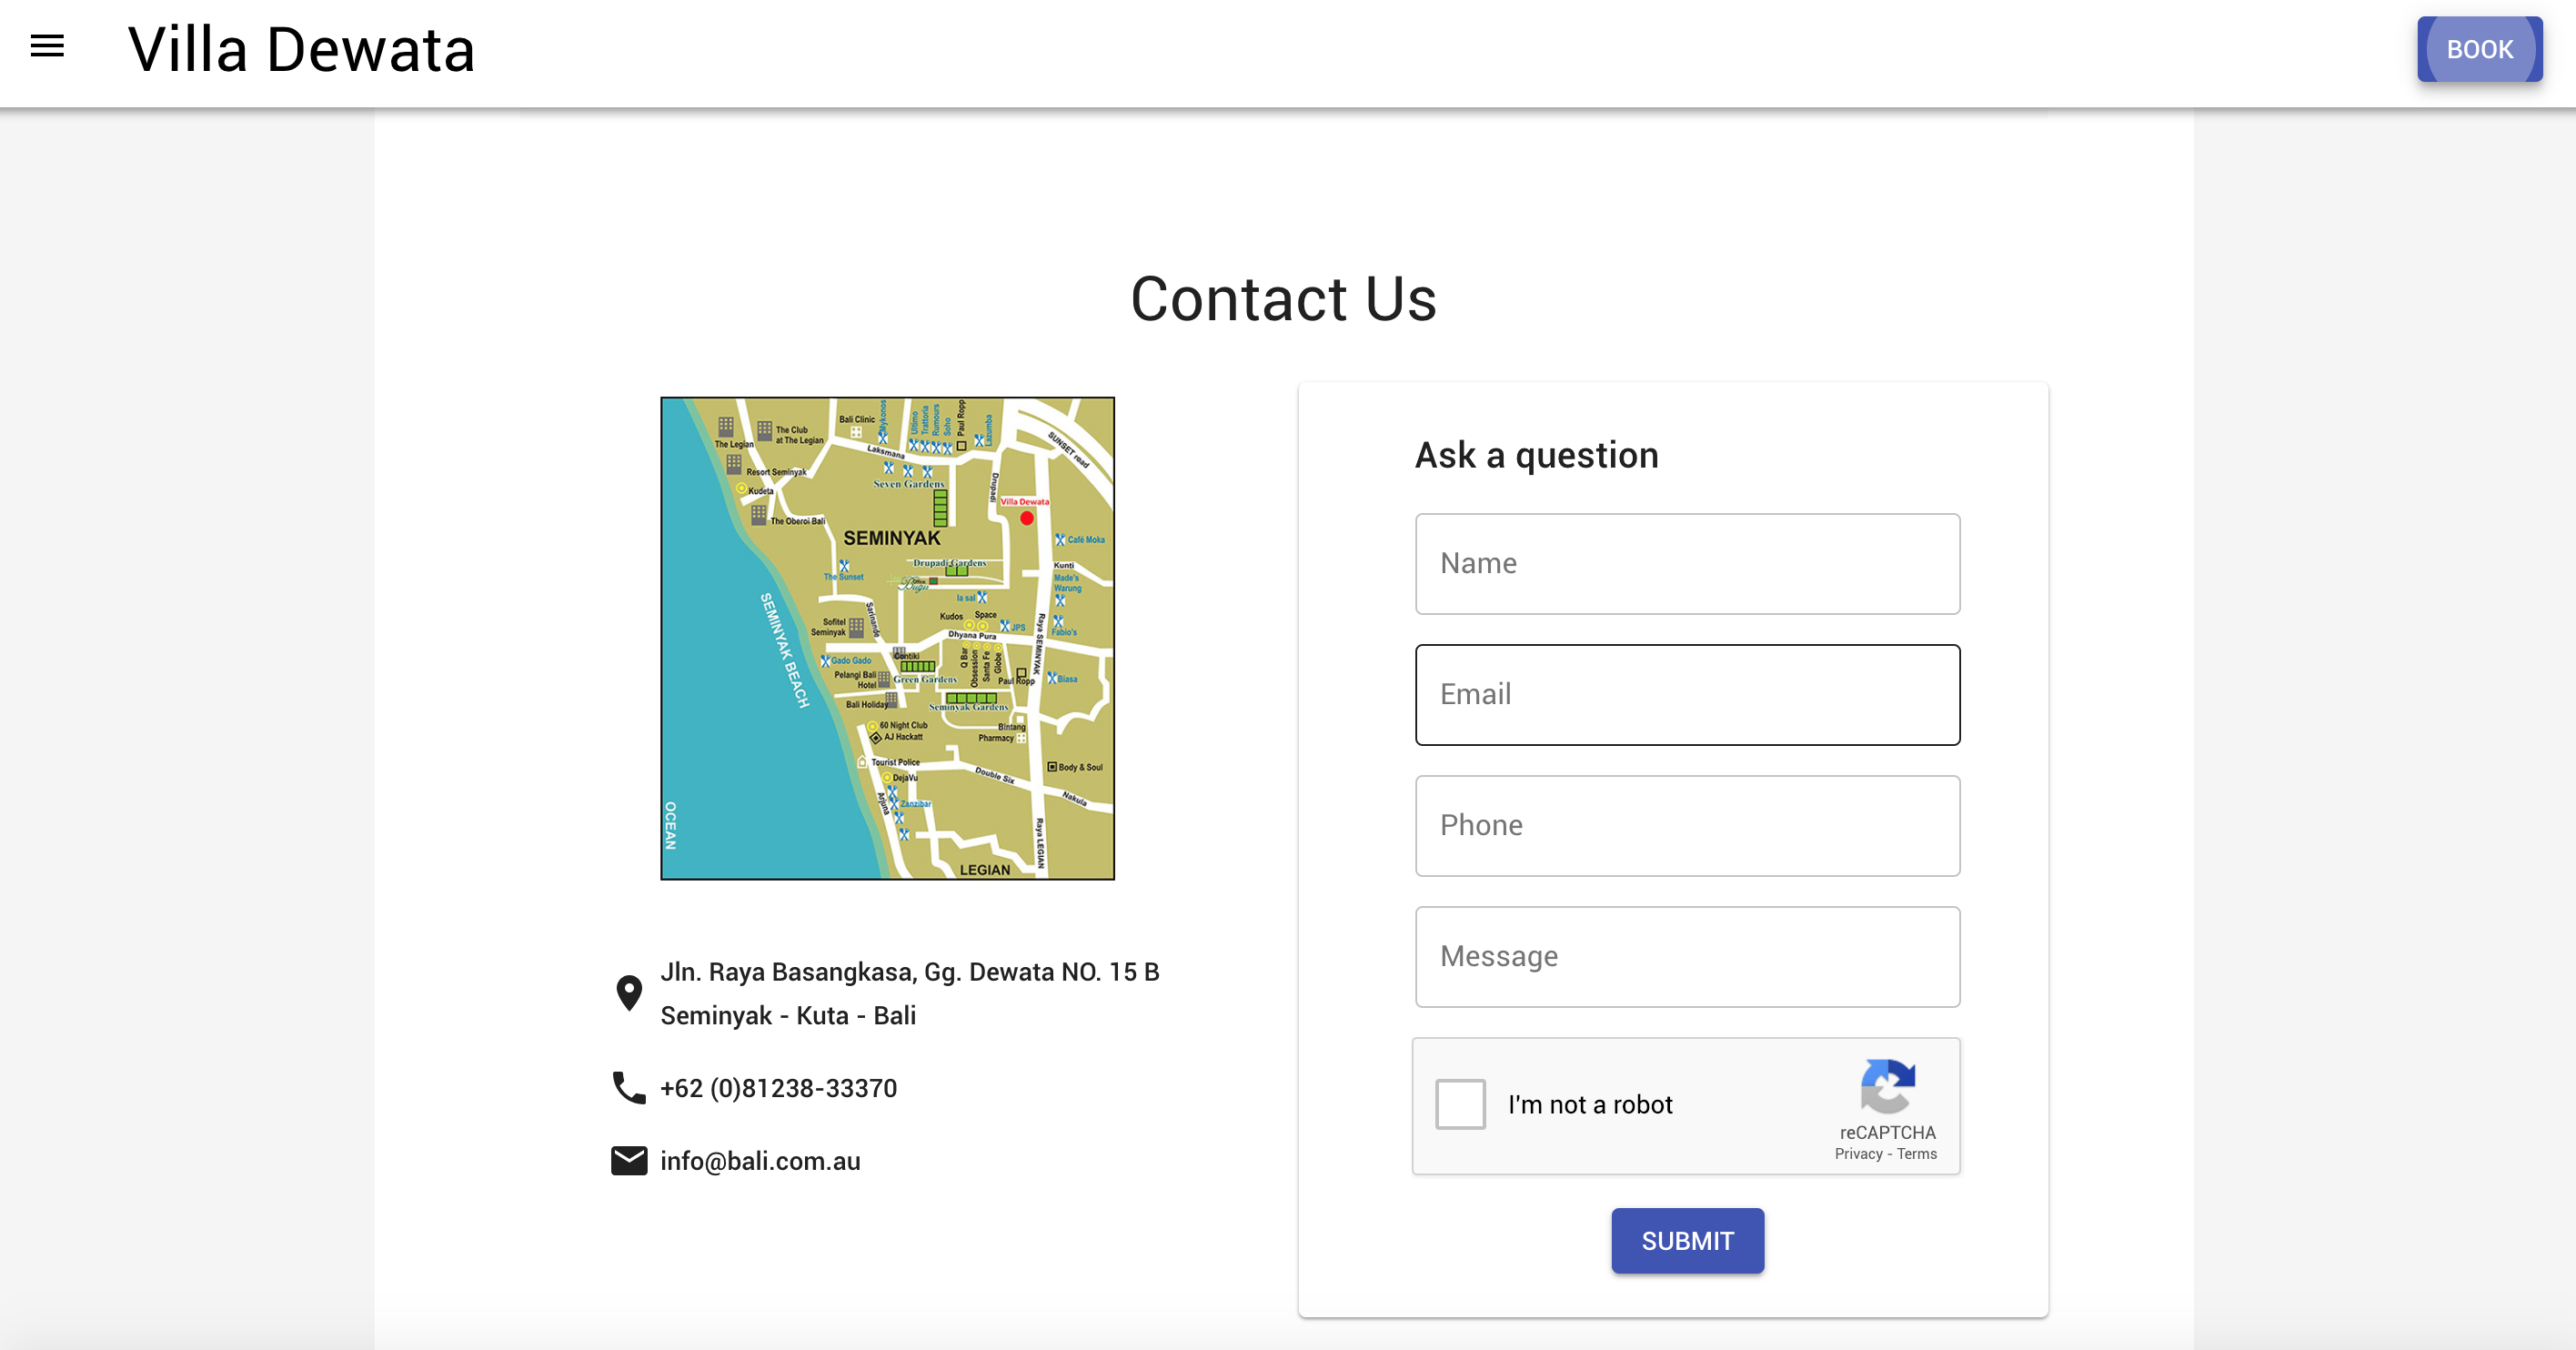 Villa Dewata
BOOK
Contact Us
Bali Clinic
Mykonos
Ultimo
Trattoria
Rumours
Soho
Paul Ropp
Lazumba
The Legian
The Club
at The Legian
Laksmana
SUNSET road
Resort Seminyak
Seven Gardens
Drupadi
Kudeta
Villa Dewata
The Oberoi Bali
SEMINYAK
Café Moka
Drupadi Gardens
Kunti
The Sunset
Office
Made's
Warung
la sal
SEMINYAK BEACH
Sarinande
Kudos
Space
JPS
Sofitel
Seminyak
Dhyana Pura
Fabio's
Raya SEMINYAK
Contiki
Q Bar
Obsession
Santa Fe
Globe
Gado Gado
Pelangi Bali
Hotel
Green Gardens
Paul Ropp
Biasa
Bali Holiday
Seminyak Gardens
60 Night Club
AJ Hackatt
Bintang
Pharmacy
Tourist Police
Double Six
Body & Soul
DejaVu
Arjuna
Zanzibar
Nakula
OCEAN
Raya LEGIAN
LEGIAN
Jln. Raya Basangkasa, Gg. Dewata NO. 15 B
Seminyak - Kuta - Bali
+62 (0)81238-33370
info@bali.com.au
Ask a question
Name
Email
Phone
Message
I'm not a robot
reCAPTCHA
Privacy - Terms
SUBMIT